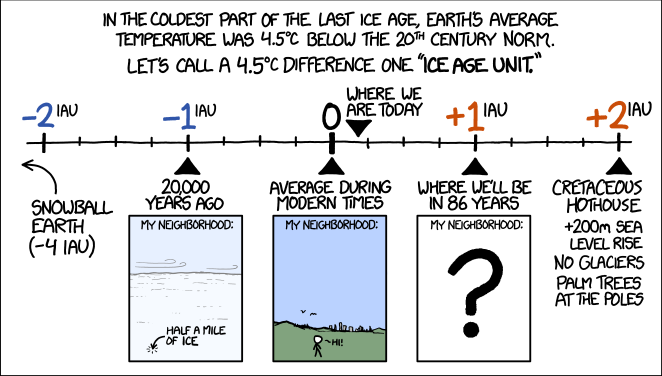 IN THE COLDEST PART OF THE LAST ICE AGE, EARTH'S AVERAGE
TEMPERATURE WAS 4.5°C BELOW THE 20TH CENTURY NORM.
LET'S CALL A 4.5°C DIFFERENCE ONE "ICE AGE UNIT."
WHERE WE
ARE TODAY
-2 IAU
-1 IAU
0
+1 IAU
+2 IAU
SNOWBALL
EARTH
(-4 IAU)
20,000
YEARS AGO
MY NEIGHBORHOOD:
HALF A MILE
OF ICE
AVERAGE DURING
MODERN TIMES
MY NEIGHBORHOOD:
HI!
WHERE WE'LL BE
IN 86 YEARS
MY NEIGHBORHOOD:
?
CRETACEOUS
HOTHOUSE
+200m SEA
LEVEL RISE
NO GLACIERS
PALM TREES
AT THE POLES